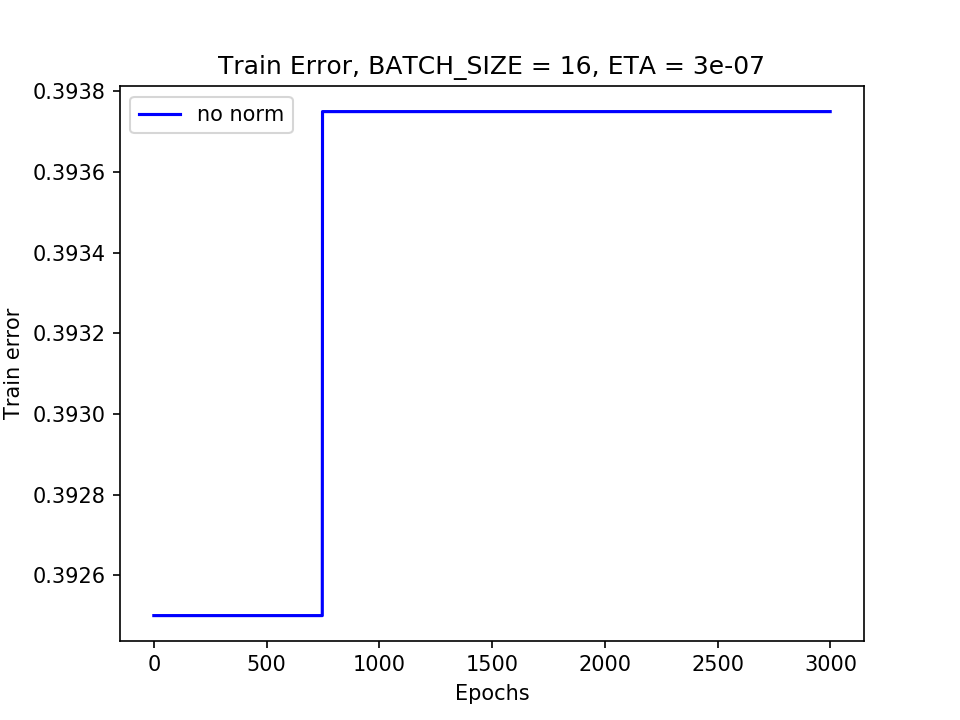 Train Error, BATCH_SIZE = 16, ETA = 3e-07
no norm
0.3938
0.3936
0.3934
0.3932
0.3930
0.3928
0.3926
Train error
0 500 1000 1500 2000 2500 3000
Epochs